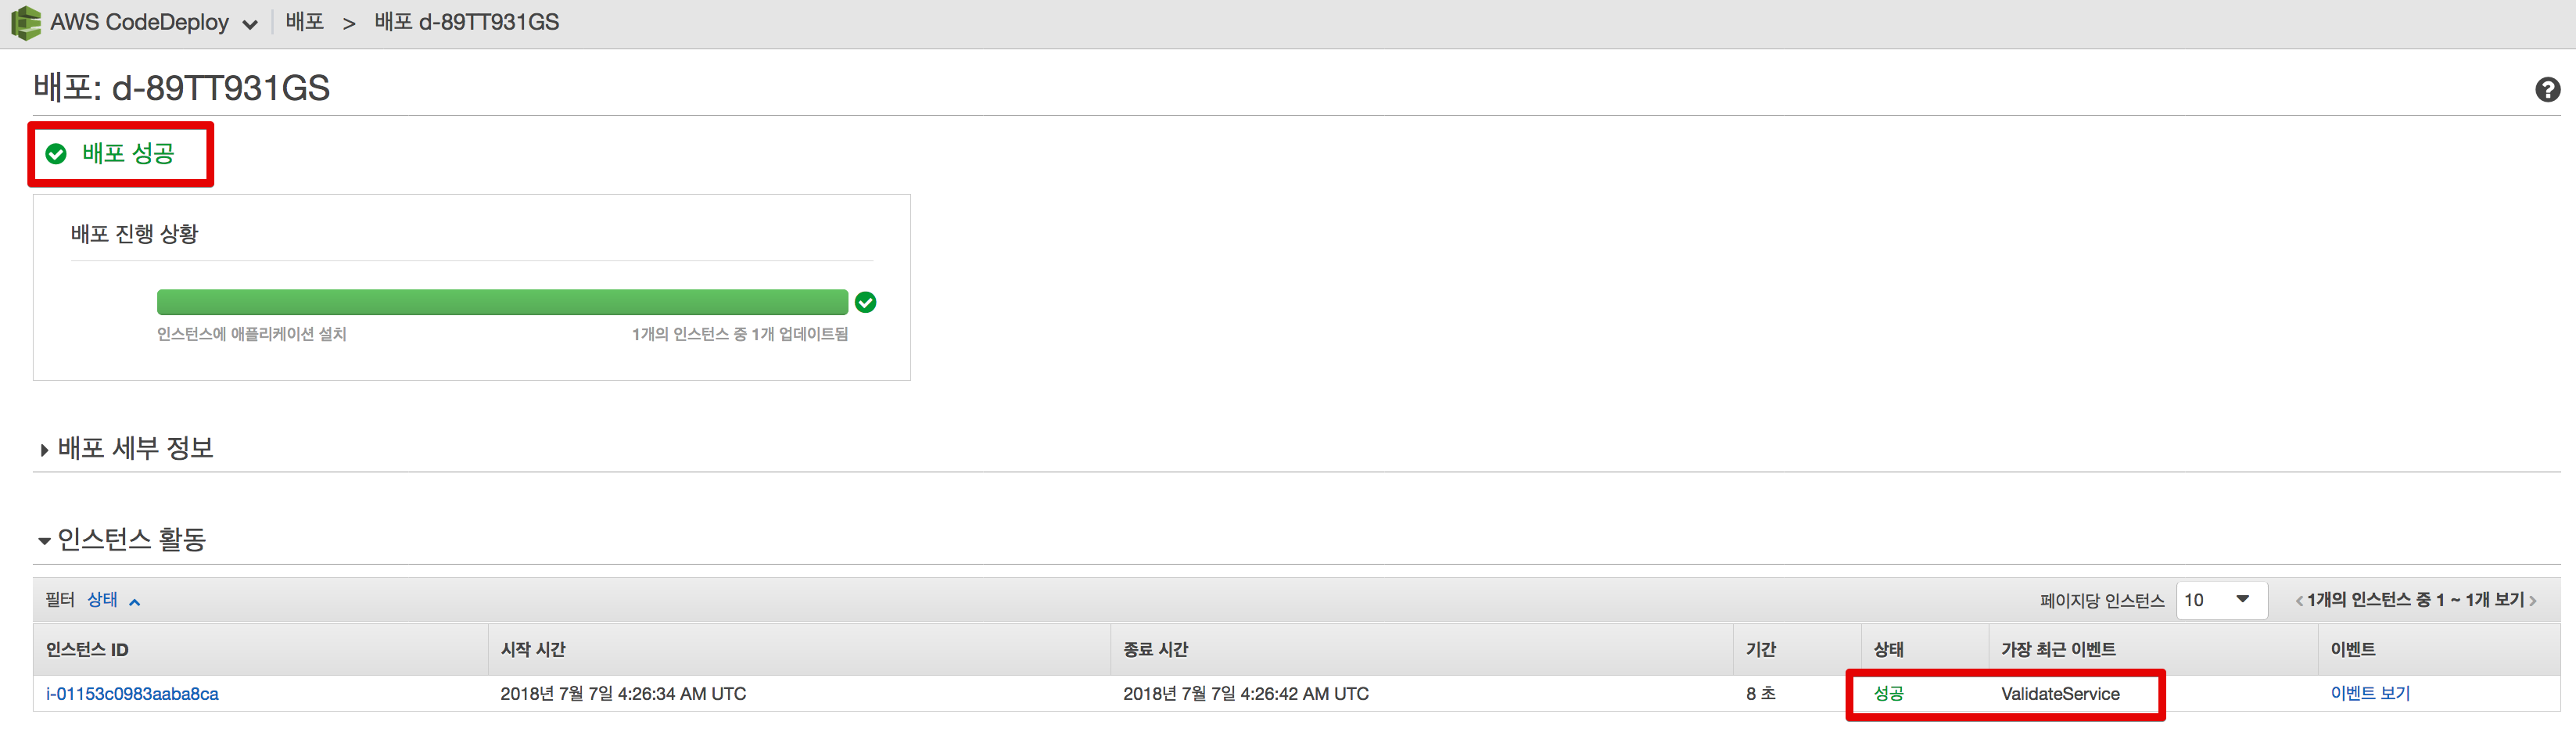 AWS CodeDeploy 배포 > 배포 d-89TT931GS
배포: d-89TT931GS
배포 성공
배포 진행 상황
인스턴스에 애플리케이션 설치 1개의 인스턴스 중 1개 업데이트됨
배포 세부 정보
인스턴스 활동
필터 상태 페이지당 인스턴스 10 1개의 인스턴스 중 1 ~ 1개 보기
인스턴스 ID 시작 시간 종료 시간 기간 상태 가장 최근 이벤트 이벤트
i-01153c0983aaba8ca 2018년 7월 7일 4:26:34 AM UTC 2018년 7월 7일 4:26:42 AM UTC 8 초 성공 ValidateService 이벤트 보기